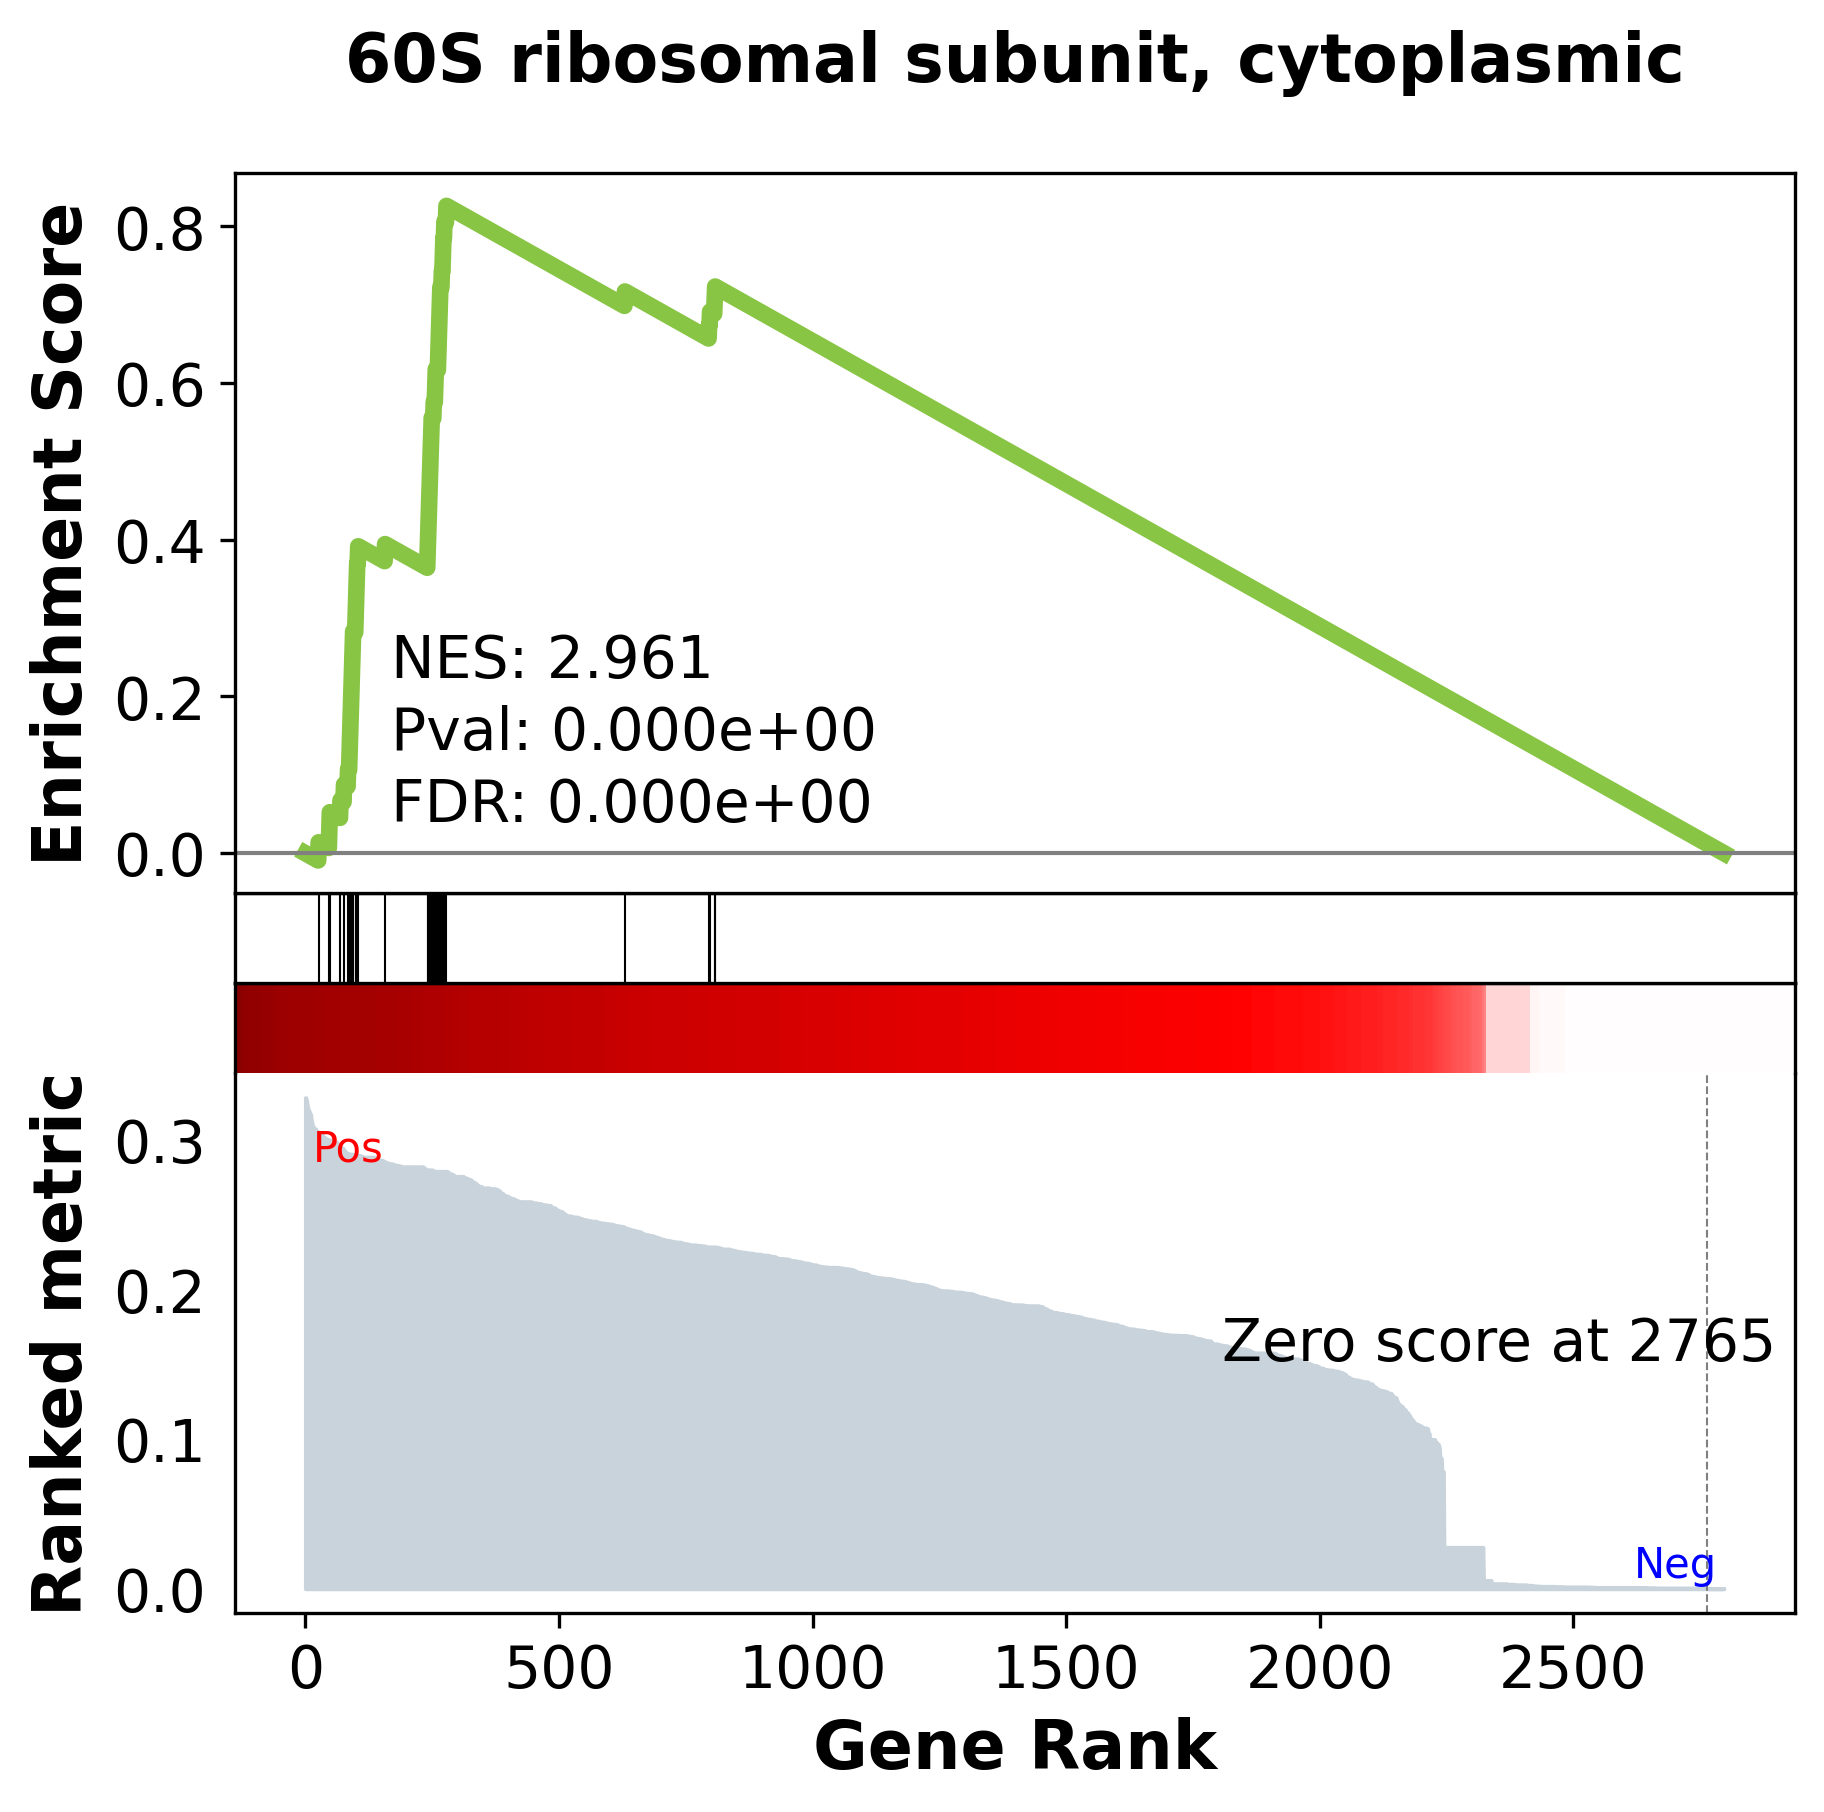 60S ribosomal subunit, cytoplasmic
Enrichment Score
0.8
0.6
0.4
0.2
0.0
NES: 2.961
Pval: 0.000e+00
FDR: 0.000e+00
Ranked metric
0.3
0.2
0.1
0.0
Pos
Zero score at 2765
Neg
0 500 1000 1500 2000 2500
Gene Rank